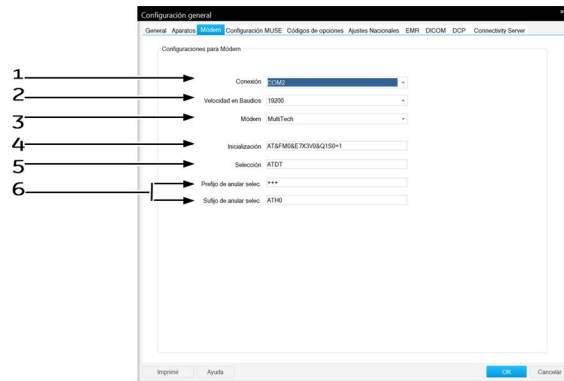 Configuración general ×
General Aparatos Módem Configuración MUSE Códigos de opciones Ajustes Nacionales EMR DICOM DCP Connectivity Server
Configuraciones para Módem
1 Conexión COM2
2 Velocidad en Baudios 19200
3 Módem MultiTech
4 Inicialización AT&FM0&E7X3V0&Q1S0=1
5 Selección ATDT
6 Prefijo de anular selec. +++
Sufijo de anular selec. ATH0
Imprimir Ayuda OK Cancelar